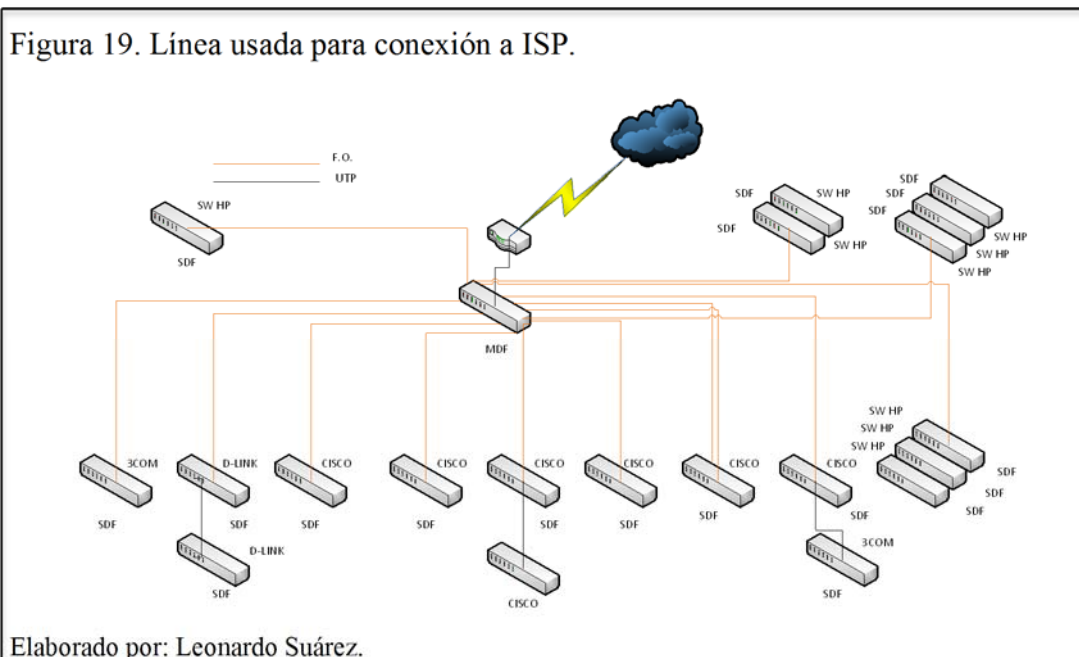 Figura 19. Línea usada para conexión a ISP.
F.O.
UTP
SW HP
SDF
SDF
SW HP
SDF
SW HP
SDF
SDF
SDF
SW HP
SW HP
SW HP
MDF
3COM
D-LINK
CISCO
CISCO
CISCO
CISCO
CISCO
CISCO
SW HP
SW HP
SW HP
SDF
SDF
SDF
SDF
SDF
SDF
SDF
SDF
SDF
SDF
SDF
SDF
D-LINK
SDF
CISCO
3COM
SDF
Elaborado por: Leonardo Suárez.